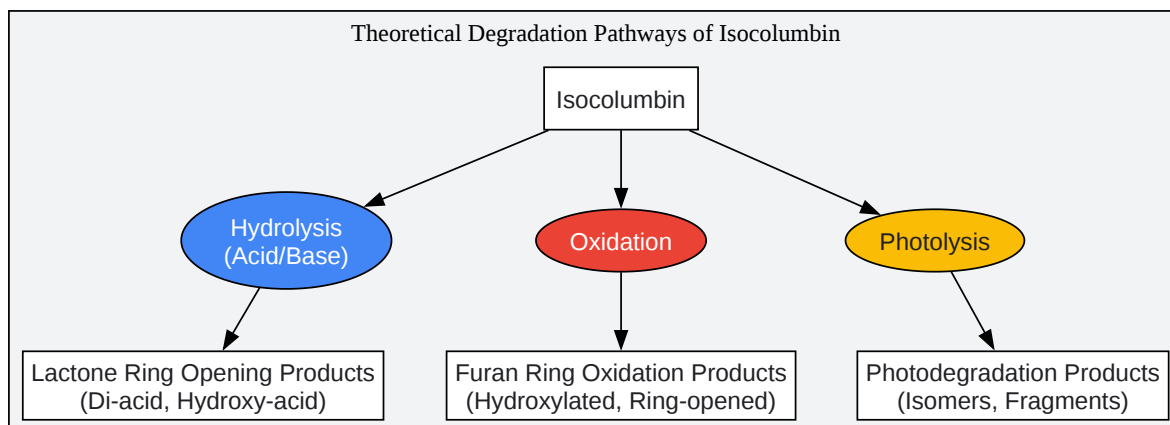 Theoretical Degradation Pathways of Isocolumbin
Isocolumbin
Hydrolysis
(Acid/Base)
Oxidation
Photolysis
Lactone Ring Opening Products
(Di-acid, Hydroxy-acid)
Furan Ring Oxidation Products
(Hydroxylated, Ring-opened)
Photodegradation Products
(Isomers, Fragments)